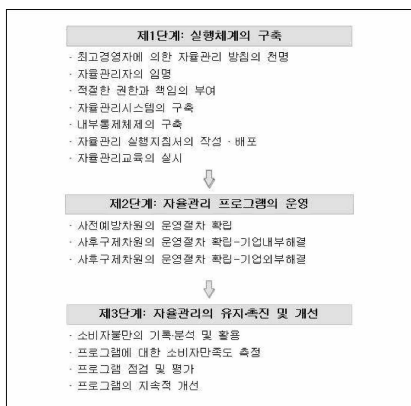 제1단계: 실행체계의 구축
· 최고경영자에 의한 자율관리 방침의 천명
· 자율관리자의 임명
· 적절한 권한과 책임의 부여
· 자율관리시스템의 구축
· 내부통제체제의 구축
· 자율관리 실행지침서의 작성 · 배포
· 자율관리교육의 실시
제2단계: 자율관리 프로그램의 운영
· 사전예방차원의 운영절차 확립
· 사후구제차원의 운영절차 확립-기업내부해결
· 사후구제차원의 운영절차 확립-기업외부해결
제3단계: 자율관리의 유지·촉진 및 개선
· 소비자불만의 기록·분석 및 활용
· 프로그램에 대한 소비자만족도 측정
· 프로그램 점검 및 평가
· 프로그램의 지속적 개선